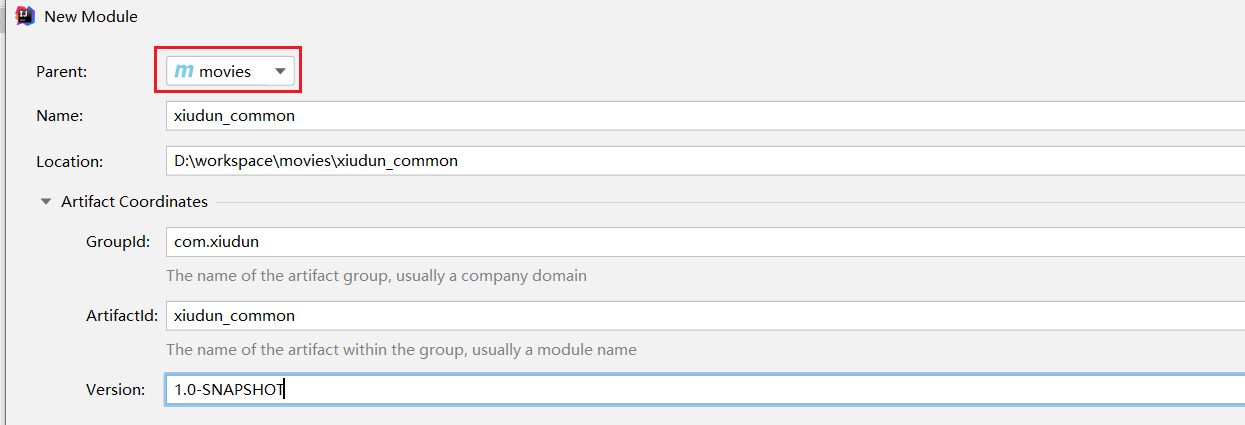 New Module
Parent: m movies
Name: xiudun_common
Location: D:\workspace\movies\xiudun_common
Artifact Coordinates
GroupId: com.xiudun
The name of the artifact group, usually a company domain
ArtifactId: xiudun_common
The name of the artifact within the group, usually a module name
Version: 1.0-SNAPSHOT